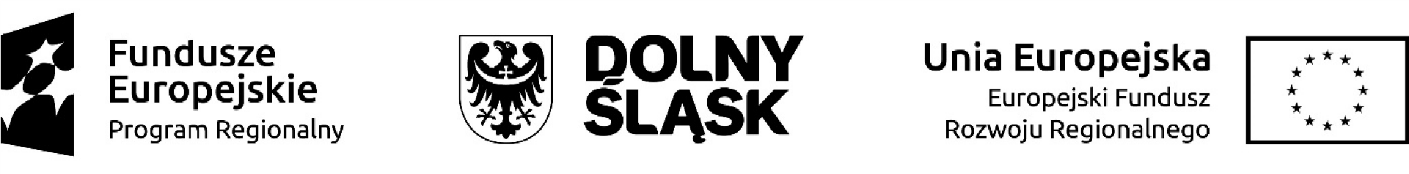 Fundusze
Europejskie
Program Regionalny
DOLNY
ŚLĄSK
Unia Europejska
Europejski Fundusz
Rozwoju Regionalnego